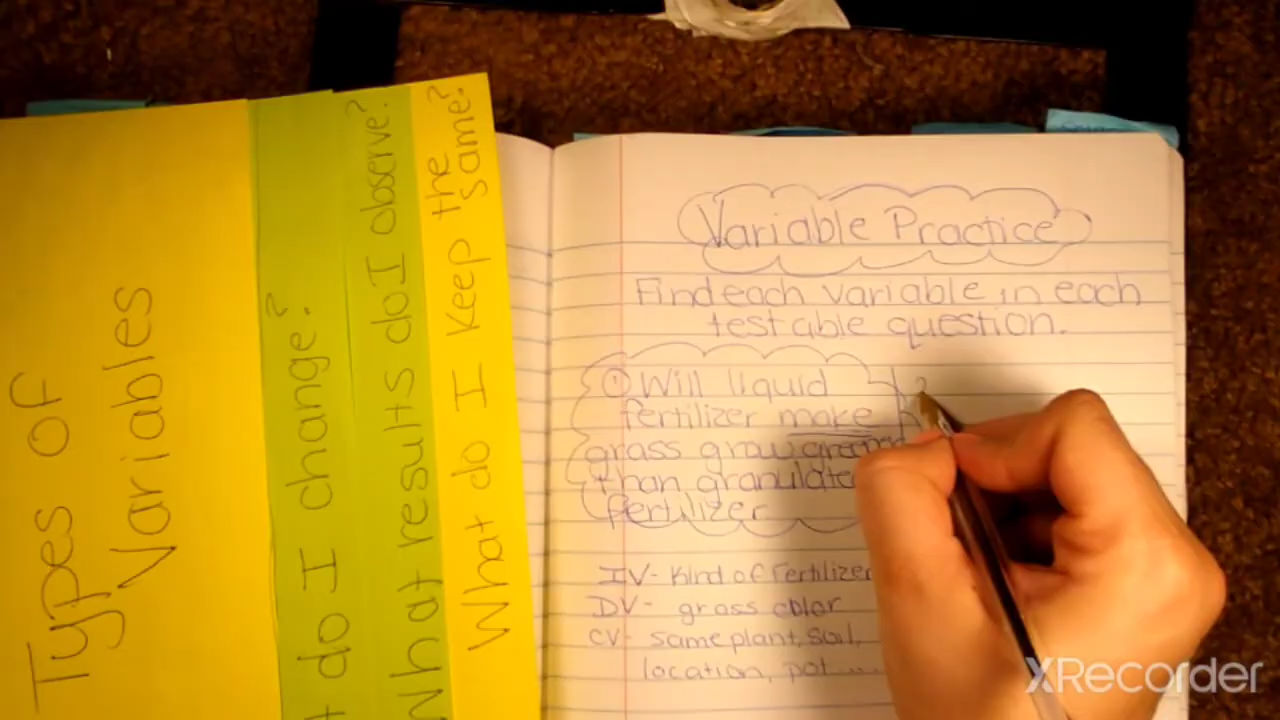 Types of
Variables
t do I change?
What results do I observe?
What do I keep the
same?
Variable Practice
Find each variable in each
testable question.
① Will liquid
fertilizer make
grass grow
than granulate
fertilizer
IV- Kind of Fertilizer
DV- grass color
CV- same plant, soil,
location, pot ....
XRecorder